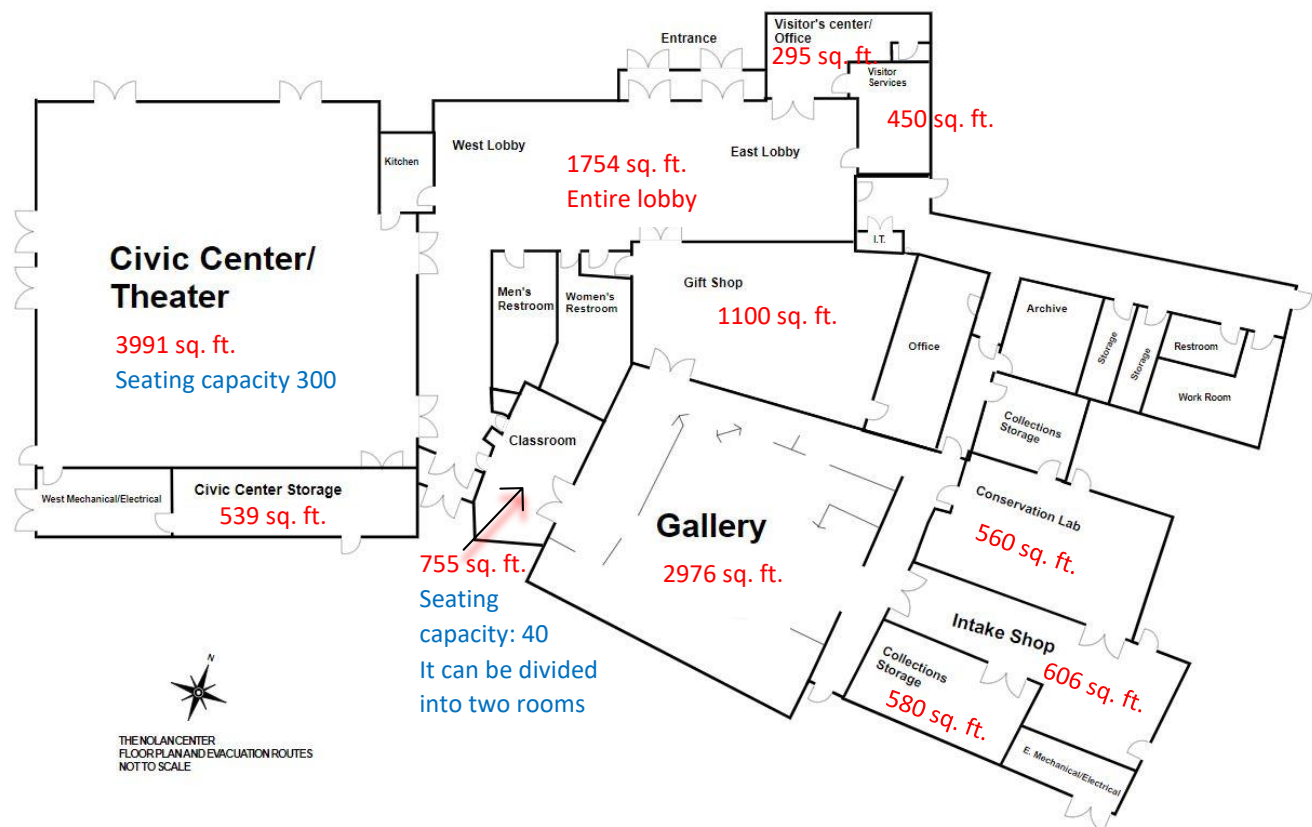 Visitor's center/
Office
295 sq. ft.
Entrance
Visitor
Services
450 sq. ft.
West Lobby
East Lobby
1754 sq. ft.
Entire lobby
Kitchen
I.T.
Civic Center/
Theater
3991 sq. ft.
Seating capacity 300
Men's
Restroom
Women's
Restroom
Gift Shop
1100 sq. ft.
Office
Archive
Storage
Storage
Restroom
Work Room
Collections
Storage
Classroom
West Mechanical/Electrical
Civic Center Storage
539 sq. ft.
Gallery
2976 sq. ft.
Conservation Lab
560 sq. ft.
755 sq. ft.
Seating
capacity: 40
It can be divided
into two rooms
Intake Shop
606 sq. ft.
Collections
Storage
580 sq. ft.
E. Mechanical/Electrical
N
THE NOLAN CENTER
FLOOR PLAN AND EVACUATION ROUTES
NOT TO SCALE